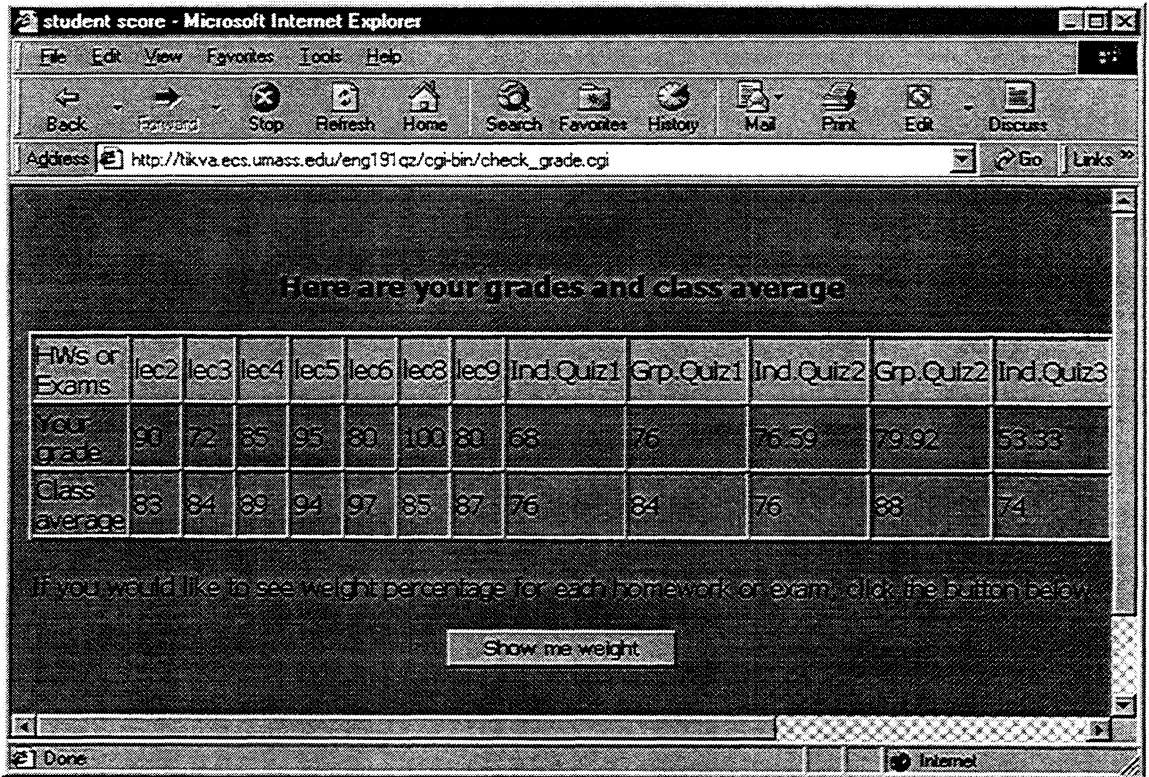 student score - Microsoft Internet Explorer
File Edit View Favorites Tools Help
Back Forward Stop Refresh Home Search Favorites History Mail Print Edit Discuss
Address http://tikva.ecs.umass.edu/eng191qz/cgi-bin/check_grade.cgi Go Links »
Here are your grades and class average
HWs or Exams lec2 lec3 lec4 lec5 lec6 lec8 lec9 Ind.Quiz1 Grp.Quiz1 Ind.Quiz2 Grp.Quiz2 Ind.Quiz3
Your grade 90 72 85 95 80 100 80 68 76 76.59 79.92 53.33
Class average 83 84 89 94 97 85 87 76 84 76 88 74
If you would like to see weight percentage for each homework or exam, click the button below.
Show me weight
Done Internet